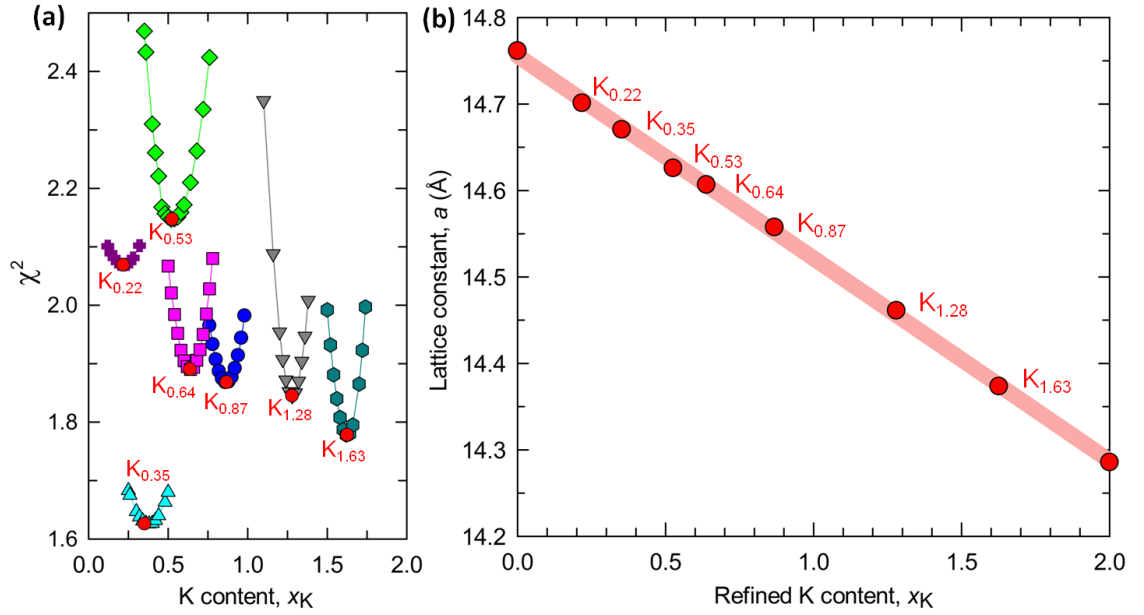 (a)
2.4
2.2
2.0
1.8
1.6
χ²
K₀.₅₃
K₀.₂₂
K₀.₆₄
K₀.₈₇
K₁.₂₈
K₁.₆₃
K₀.₃₅
0.0 0.5 1.0 1.5 2.0
K content, xK
(b)
14.8
14.7
14.6
14.5
14.4
14.3
14.2
Lattice constant, a (Å)
K₀.₂₂
K₀.₃₅
K₀.₅₃
K₀.₆₄
K₀.₈₇
K₁.₂₈
K₁.₆₃
0.0 0.5 1.0 1.5 2.0
Refined K content, xK